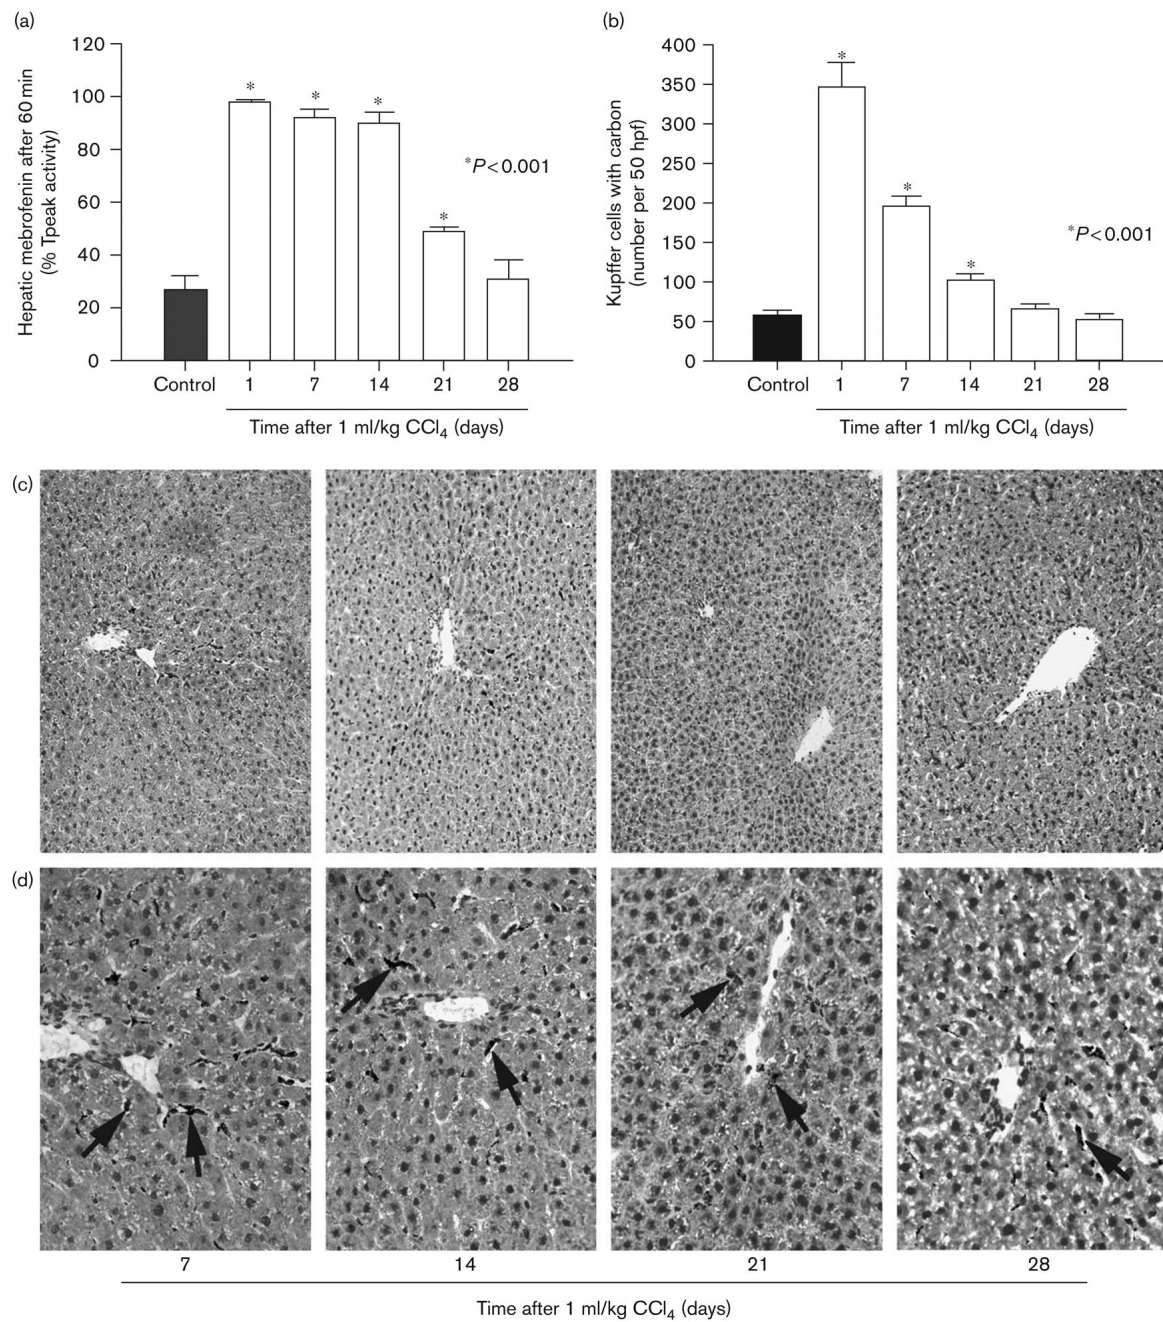 (a)
Hepatic mebrofenin after 60 min
(% Tpeak activity)
120
100
80
60
40
20
0
*
*
*
*
*P<0.001
Control
1
7
14
21
28
Time after 1 ml/kg CCl₄ (days)
(b)
Kupffer cells with carbon
(number per 50 hpf)
400
350
300
250
200
150
100
50
0
*
*
*
*P<0.001
Control
1
7
14
21
28
Time after 1 ml/kg CCl₄ (days)
(c)
(d)
7
14
21
28
Time after 1 ml/kg CCl₄ (days)